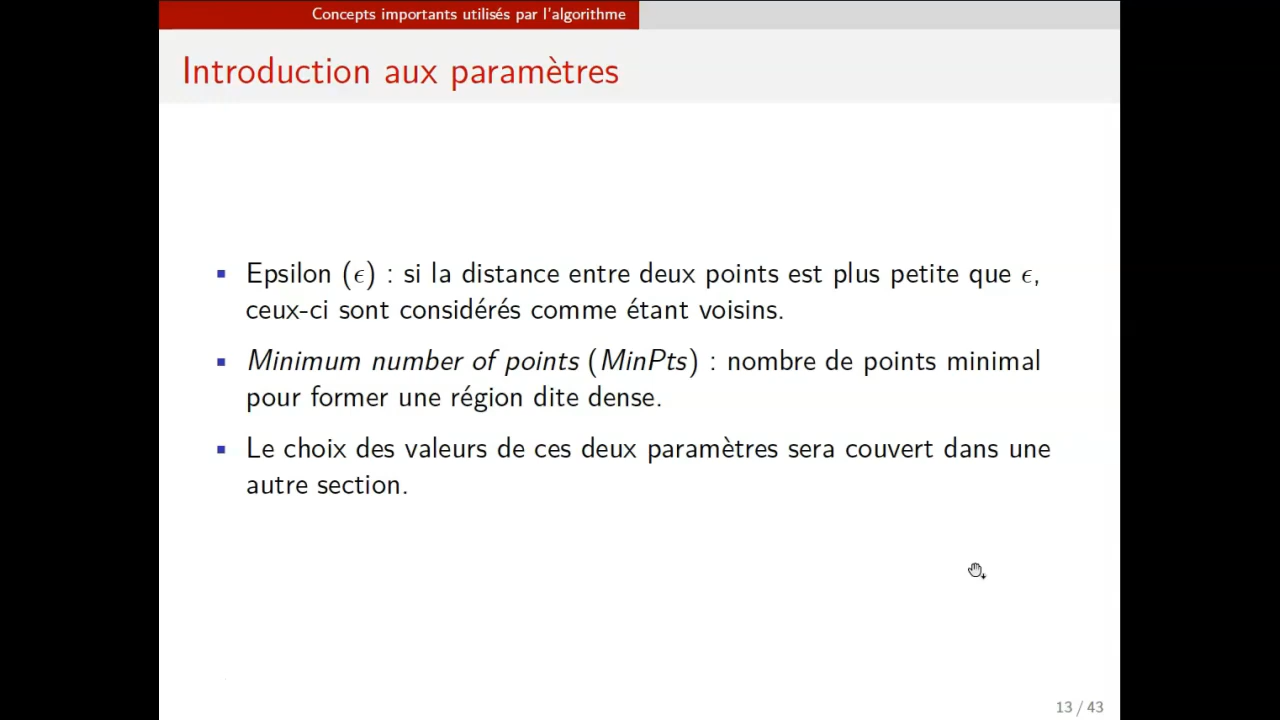 Concepts importants utilisés par l'algorithme
Introduction aux paramètres
Epsilon (ϵ) : si la distance entre deux points est plus petite que ϵ,
ceux-ci sont considérés comme étant voisins.
Minimum number of points (MinPts) : nombre de points minimal
pour former une région dite dense.
Le choix des valeurs de ces deux paramètres sera couvert dans une
autre section.
13 / 43